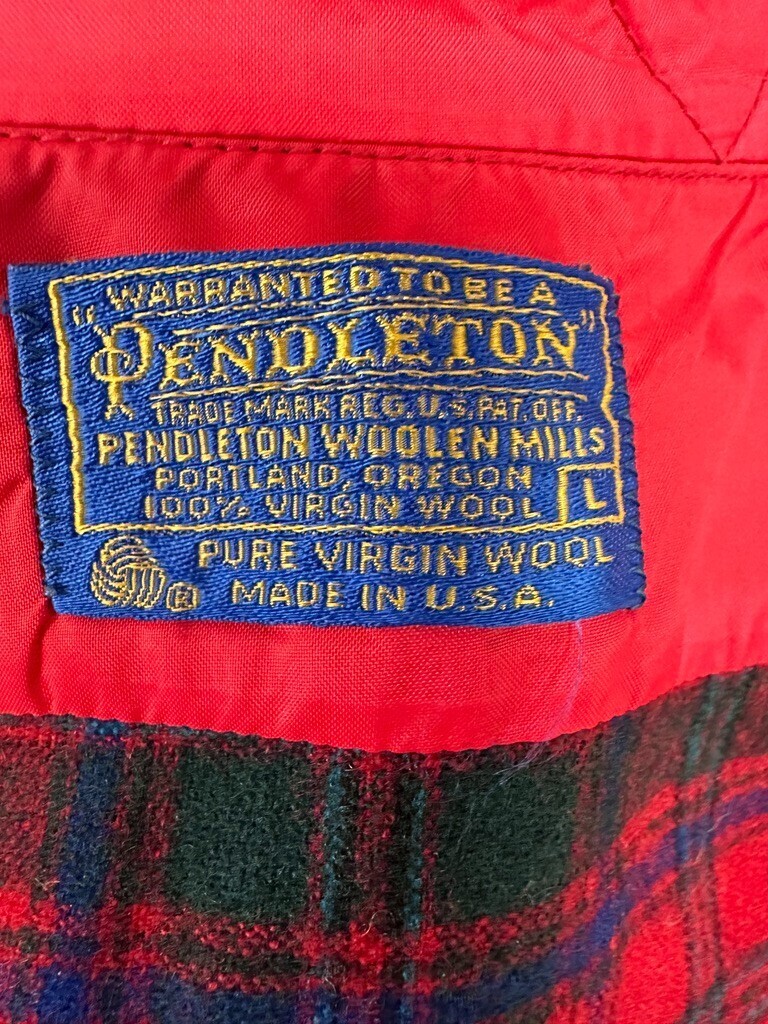 WARRANTED TO BE A
"PENDLETON"
TRADE MARK REG. U.S. PAT. OFF.
PENDLETON WOOLEN MILLS
PORTLAND, OREGON
100% VIRGIN WOOL L
PURE VIRGIN WOOL
® MADE IN U.S.A.